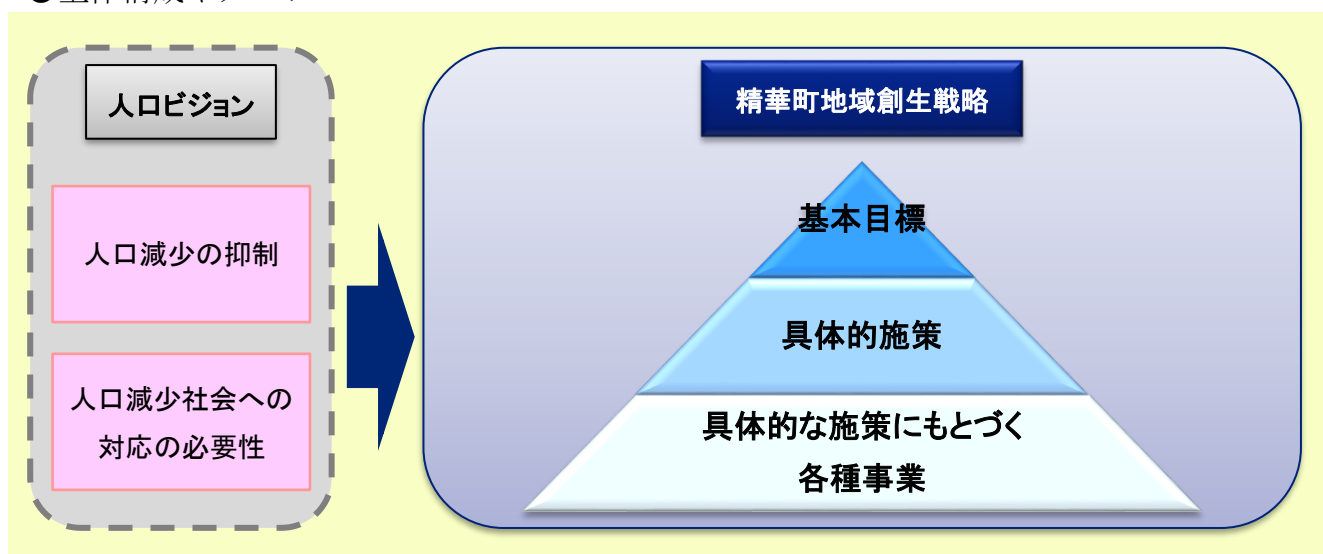 人口ビジョン
人口減少の抑制
人口減少社会への
対応の必要性
精華町地域創生戦略
基本目標
具体的施策
具体的な施策にもとづく
各種事業